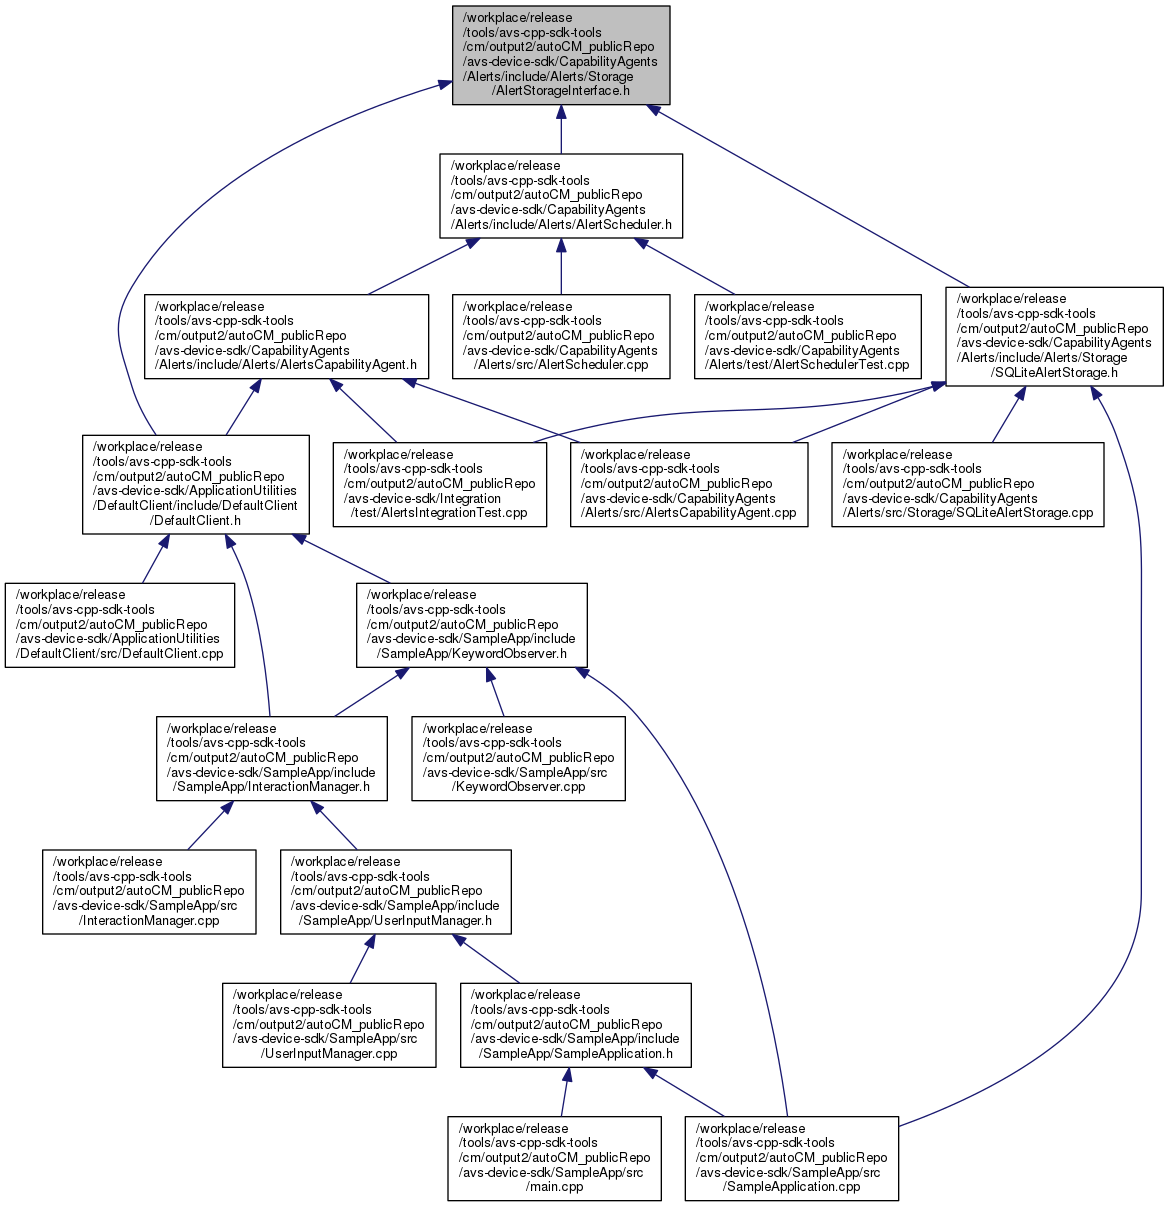 /workplace/release
/tools/avs-cpp-sdk-tools
/cm/output2/autoCM_publicRepo
/avs-device-sdk/CapabilityAgents
/Alerts/include/Alerts/Storage
/AlertStorageInterface.h
/workplace/release
/tools/avs-cpp-sdk-tools
/cm/output2/autoCM_publicRepo
/avs-device-sdk/CapabilityAgents
/Alerts/include/Alerts/AlertScheduler.h
/workplace/release
/tools/avs-cpp-sdk-tools
/cm/output2/autoCM_publicRepo
/avs-device-sdk/CapabilityAgents
/Alerts/include/Alerts/AlertsCapabilityAgent.h
/workplace/release
/tools/avs-cpp-sdk-tools
/cm/output2/autoCM_publicRepo
/avs-device-sdk/CapabilityAgents
/Alerts/src/AlertScheduler.cpp
/workplace/release
/tools/avs-cpp-sdk-tools
/cm/output2/autoCM_publicRepo
/avs-device-sdk/CapabilityAgents
/Alerts/test/AlertSchedulerTest.cpp
/workplace/release
/tools/avs-cpp-sdk-tools
/cm/output2/autoCM_publicRepo
/avs-device-sdk/CapabilityAgents
/Alerts/include/Alerts/Storage
/SQLiteAlertStorage.h
/workplace/release
/tools/avs-cpp-sdk-tools
/cm/output2/autoCM_publicRepo
/avs-device-sdk/ApplicationUtilities
/DefaultClient/include/DefaultClient
/DefaultClient.h
/workplace/release
/tools/avs-cpp-sdk-tools
/cm/output2/autoCM_publicRepo
/avs-device-sdk/Integration
/test/AlertsIntegrationTest.cpp
/workplace/release
/tools/avs-cpp-sdk-tools
/cm/output2/autoCM_publicRepo
/avs-device-sdk/CapabilityAgents
/Alerts/src/AlertsCapabilityAgent.cpp
/workplace/release
/tools/avs-cpp-sdk-tools
/cm/output2/autoCM_publicRepo
/avs-device-sdk/CapabilityAgents
/Alerts/src/Storage/SQLiteAlertStorage.cpp
/workplace/release
/tools/avs-cpp-sdk-tools
/cm/output2/autoCM_publicRepo
/avs-device-sdk/ApplicationUtilities
/DefaultClient/src/DefaultClient.cpp
/workplace/release
/tools/avs-cpp-sdk-tools
/cm/output2/autoCM_publicRepo
/avs-device-sdk/SampleApp/include
/SampleApp/KeywordObserver.h
/workplace/release
/tools/avs-cpp-sdk-tools
/cm/output2/autoCM_publicRepo
/avs-device-sdk/SampleApp/include
/SampleApp/InteractionManager.h
/workplace/release
/tools/avs-cpp-sdk-tools
/cm/output2/autoCM_publicRepo
/avs-device-sdk/SampleApp/src
/KeywordObserver.cpp
/workplace/release
/tools/avs-cpp-sdk-tools
/cm/output2/autoCM_publicRepo
/avs-device-sdk/SampleApp/src
/InteractionManager.cpp
/workplace/release
/tools/avs-cpp-sdk-tools
/cm/output2/autoCM_publicRepo
/avs-device-sdk/SampleApp/include
/SampleApp/UserInputManager.h
/workplace/release
/tools/avs-cpp-sdk-tools
/cm/output2/autoCM_publicRepo
/avs-device-sdk/SampleApp/src
/UserInputManager.cpp
/workplace/release
/tools/avs-cpp-sdk-tools
/cm/output2/autoCM_publicRepo
/avs-device-sdk/SampleApp/include
/SampleApp/SampleApplication.h
/workplace/release
/tools/avs-cpp-sdk-tools
/cm/output2/autoCM_publicRepo
/avs-device-sdk/SampleApp/src
/main.cpp
/workplace/release
/tools/avs-cpp-sdk-tools
/cm/output2/autoCM_publicRepo
/avs-device-sdk/SampleApp/src
/SampleApplication.cpp